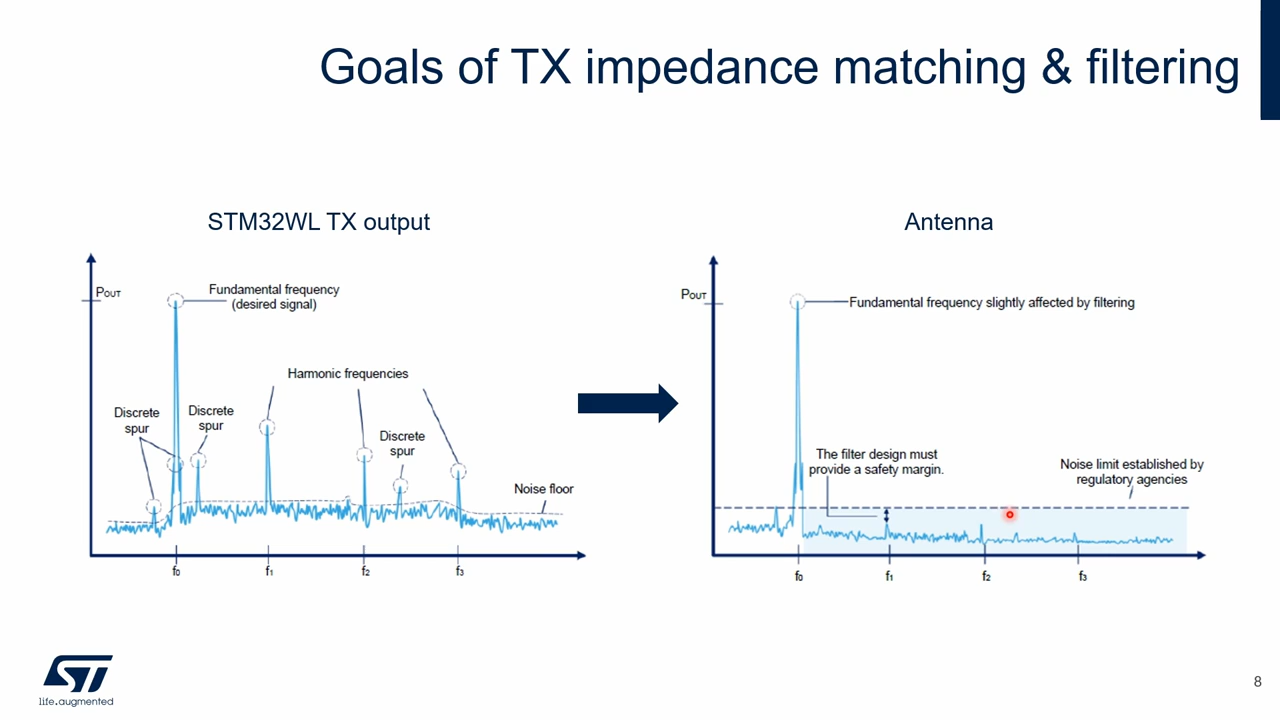 Goals of TX impedance matching & filtering
STM32WL TX output
POUT
Fundamental frequency
(desired signal)
Harmonic frequencies
Discrete
spur
Discrete
spur
Discrete
spur
Noise floor
f0
f1
f2
f3
Antenna
POUT
Fundamental frequency slightly affected by filtering
The filter design must
provide a safety margin.
Noise limit established by
regulatory agencies
f0
f1
f2
f3
ST
life.augmented
8